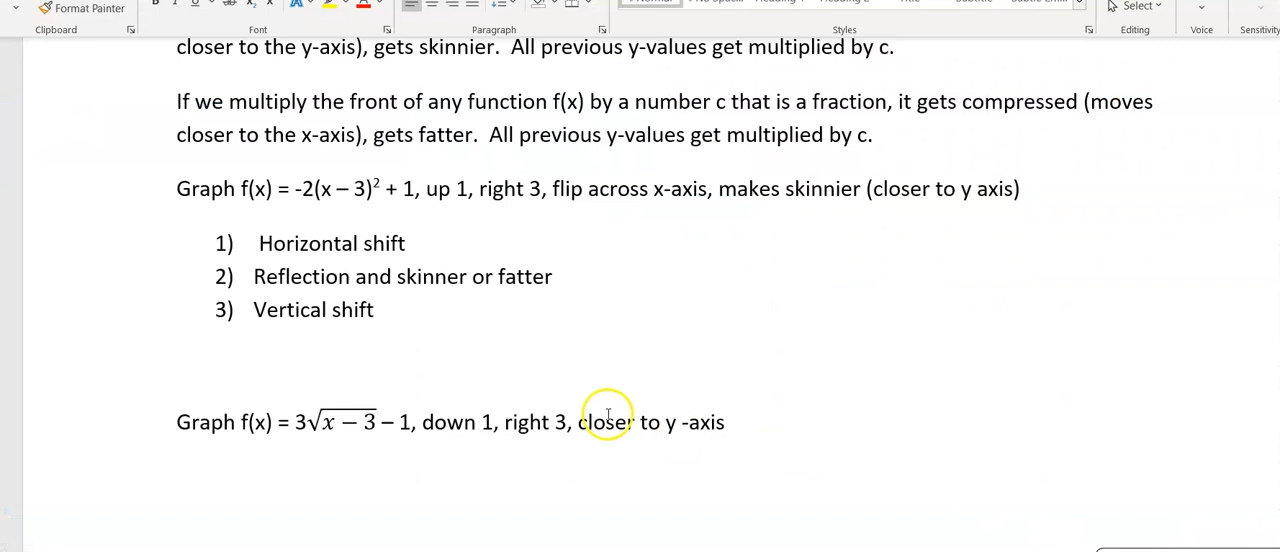 Format Painter
Select
Clipboard
Font
Paragraph
Styles
Editing
Voice
Sensitivity
closer to the y-axis), gets skinnier.  All previous y-values get multiplied by c.
If we multiply the front of any function f(x) by a number c that is a fraction, it gets compressed (moves
closer to the x-axis), gets fatter.  All previous y-values get multiplied by c.
Graph f(x) = -2(x – 3)² + 1, up 1, right 3, flip across x-axis, makes skinnier (closer to y axis)
1) Horizontal shift
2) Reflection and skinner or fatter
3) Vertical shift
Graph f(x) = 3√(x − 3) – 1, down 1, right 3, closer to y -axis